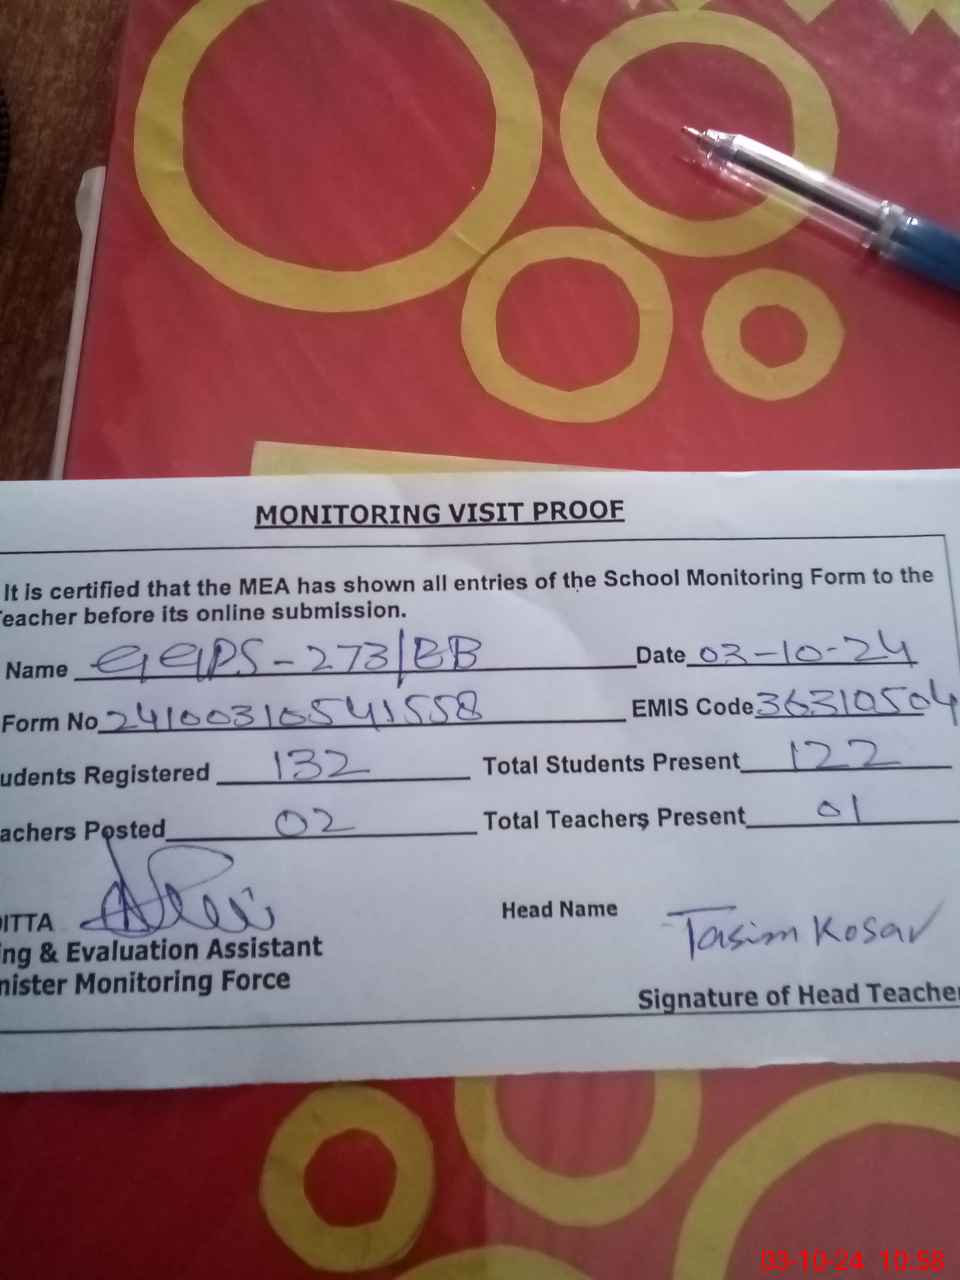 MONITORING VISIT PROOF
It is certified that the MEA has shown all entries of the School Monitoring Form to the
eacher before its online submission.
Name GGPS-273/EB Date 03-10-24
Form No 24100310541558 EMIS Code 36310504
udents Registered 132 Total Students Present 122
achers Posted 02 Total Teachers Present 01
ITTA Head Name Tasim Kosar
ng & Evaluation Assistant
nister Monitoring Force Signature of Head Teacher
03-10-24 10:58